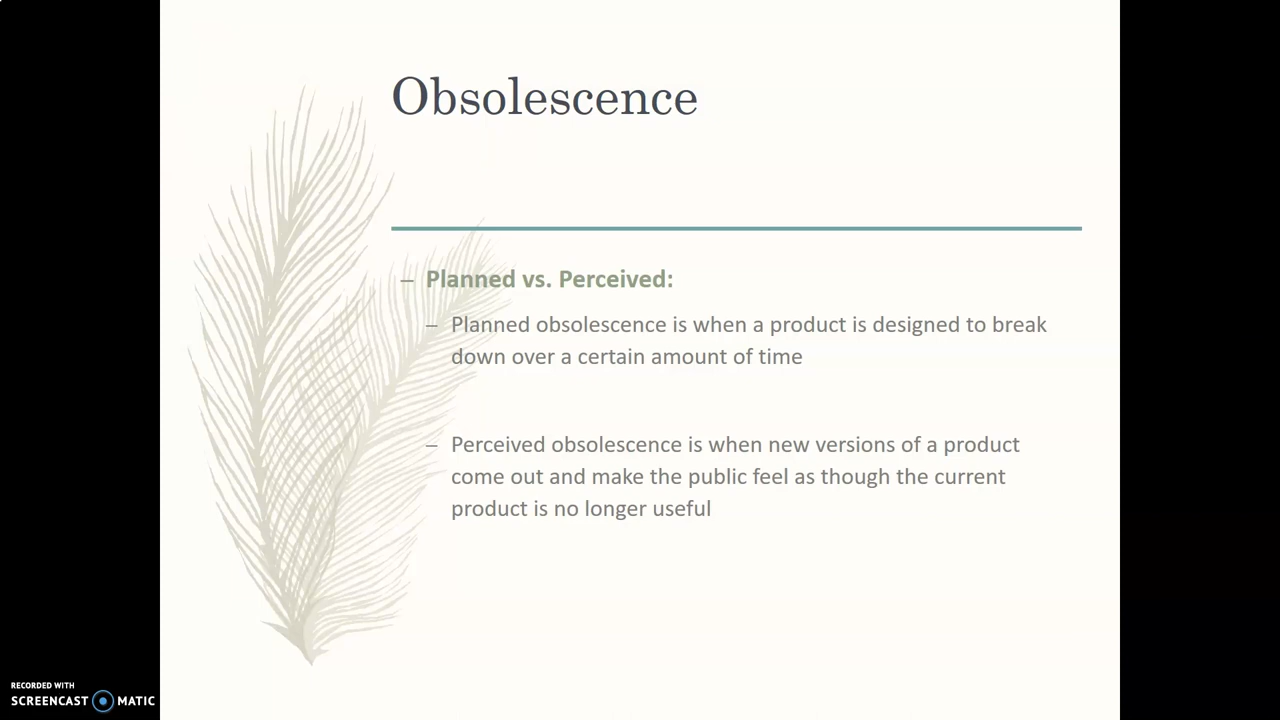 Obsolescence
– Planned vs. Perceived:
– Planned obsolescence is when a product is designed to break
down over a certain amount of time
– Perceived obsolescence is when new versions of a product
come out and make the public feel as though the current
product is no longer useful
RECORDED WITH
SCREENCAST MATIC